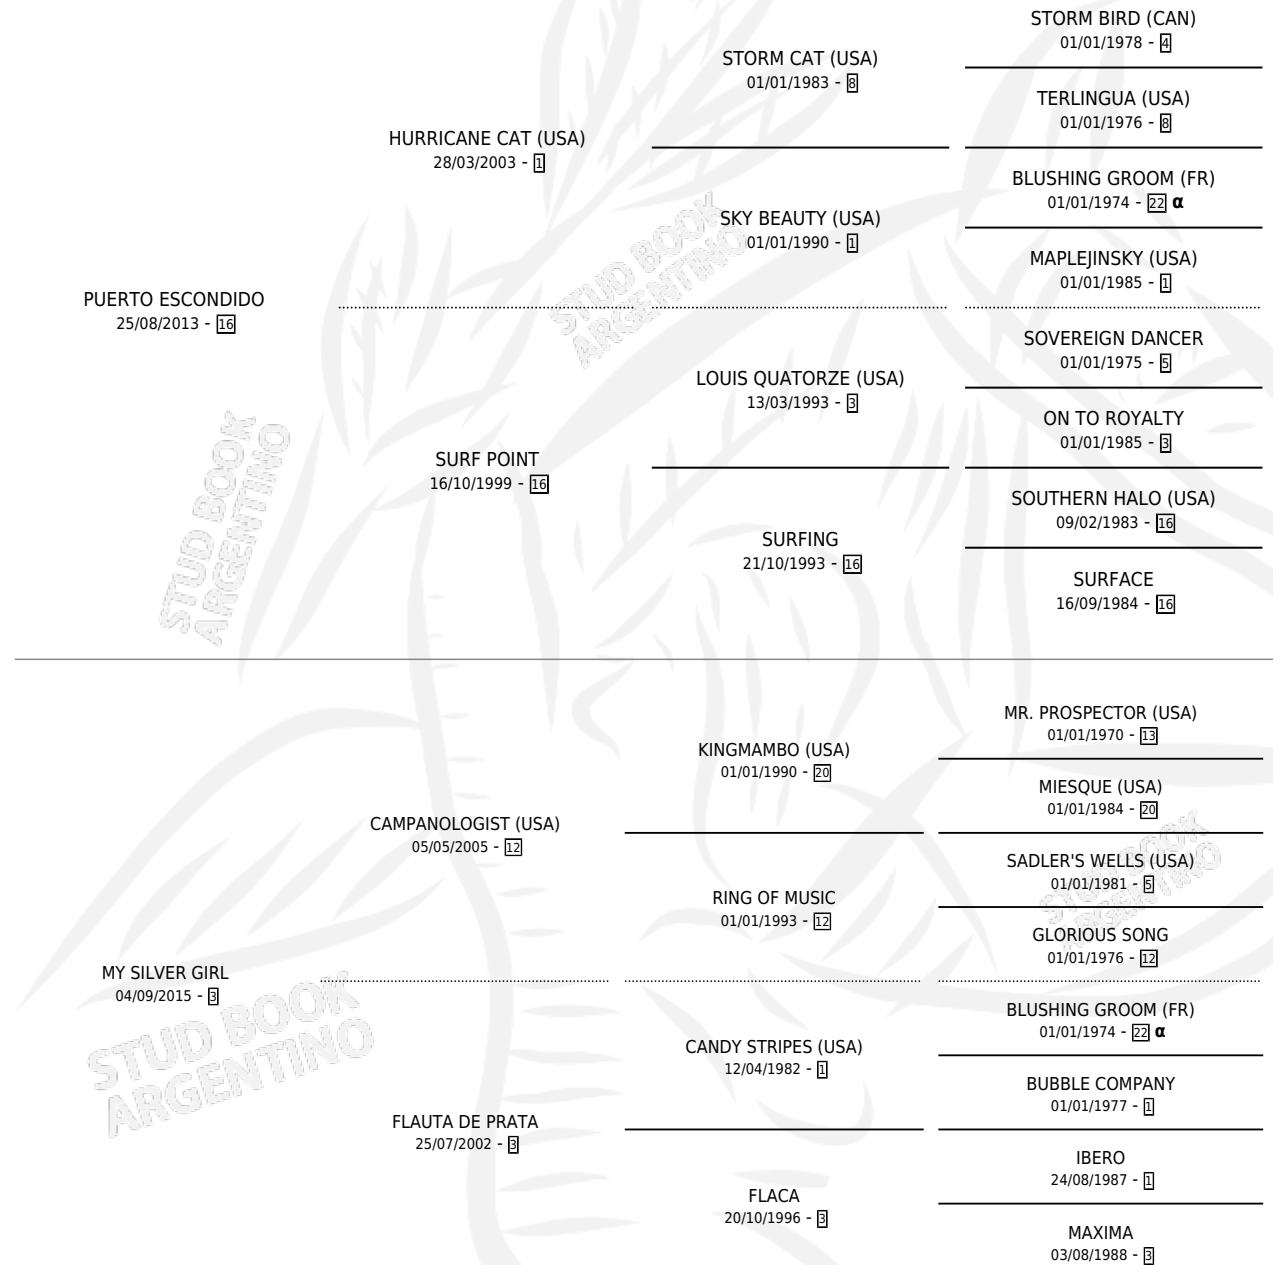 STORM BIRD (CAN)
01/01/1978 - 4
STORM CAT (USA)
01/01/1983 - 8
TERLINGUA (USA)
01/01/1976 - 8
HURRICANE CAT (USA)
28/03/2003 - 1
BLUSHING GROOM (FR)
01/01/1974 - 22 α
SKY BEAUTY (USA)
01/01/1990 - 1
MAPLEJINSKY (USA)
01/01/1985 - 1
STUD BOOK
ARGENTINO
PUERTO ESCONDIDO
25/08/2013 - 16
SOVEREIGN DANCER
01/01/1975 - 5
LOUIS QUATORZE (USA)
13/03/1993 - 3
ON TO ROYALTY
01/01/1985 - 3
SURF POINT
16/10/1999 - 16
SOUTHERN HALO (USA)
09/02/1983 - 16
SURFING
21/10/1993 - 16
SURFACE
16/09/1984 - 16
STUD BOOK
ARGENTINO
MR. PROSPECTOR (USA)
01/01/1970 - 13
KINGMAMBO (USA)
01/01/1990 - 20
MIESQUE (USA)
01/01/1984 - 20
CAMPANOLOGIST (USA)
05/05/2005 - 12
SADLER'S WELLS (USA)
01/01/1981 - 5
RING OF MUSIC
01/01/1993 - 12
GLORIOUS SONG
01/01/1976 - 12
STUD BOOK
ARGENTINO
MY SILVER GIRL
04/09/2015 - 3
BLUSHING GROOM (FR)
01/01/1974 - 22 α
CANDY STRIPES (USA)
12/04/1982 - 1
BUBBLE COMPANY
01/01/1977 - 1
FLAUTA DE PRATA
25/07/2002 - 3
IBERO
24/08/1987 - 1
FLACA
20/10/1996 - 3
MAXIMA
03/08/1988 - 3
STUD BOOK
ARGENTINO